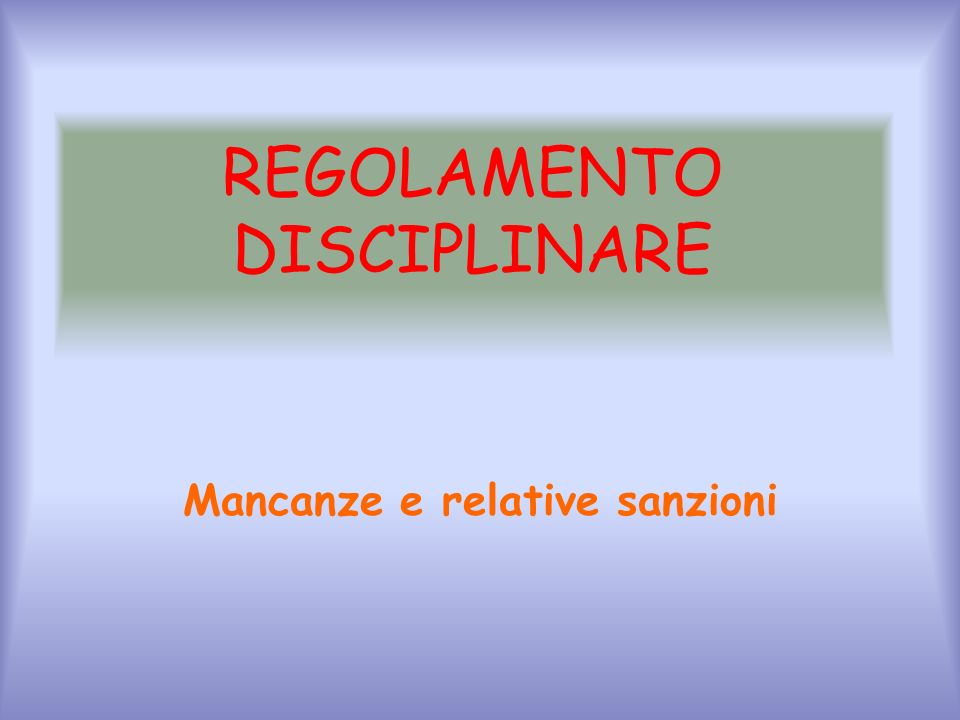 REGOLAMENTO
DISCIPLINARE
Mancanze e relative sanzioni